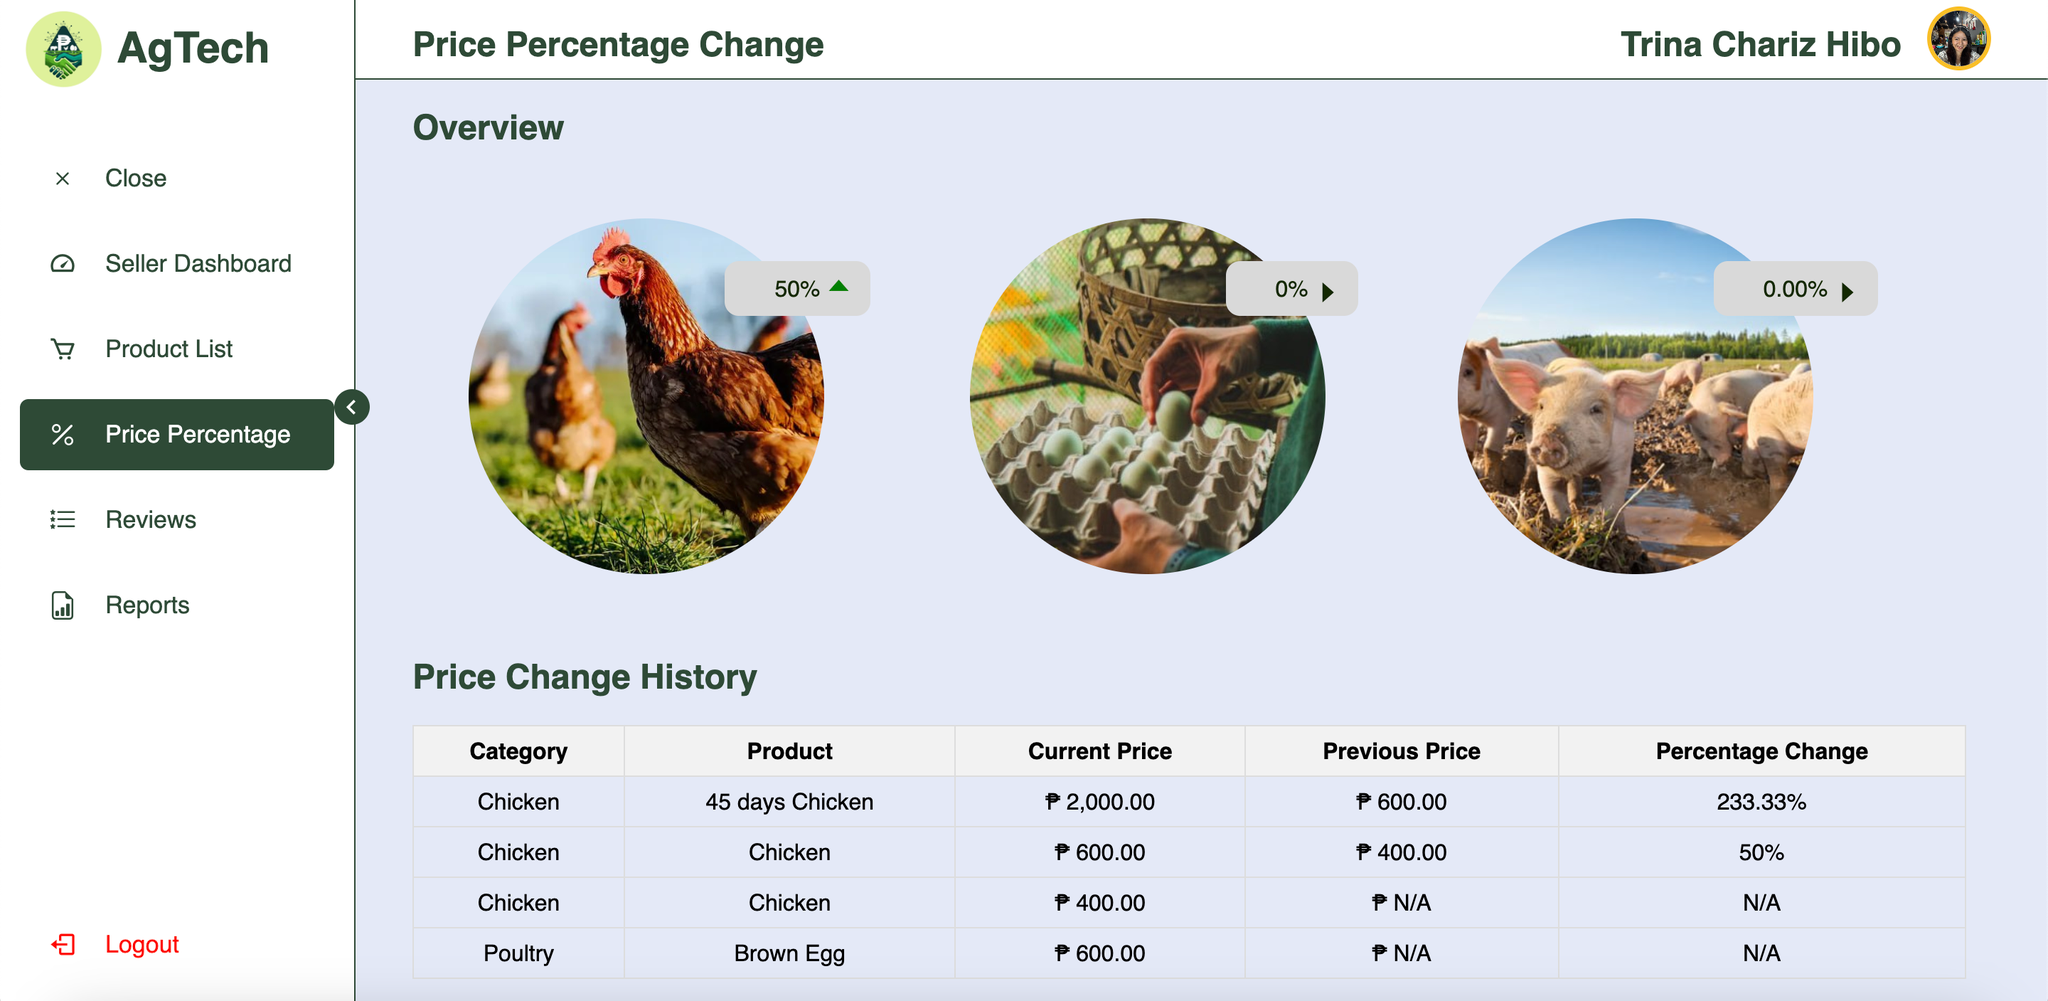 AgTech
Price Percentage Change
Trina Chariz Hibo
Close
Seller Dashboard
Product List
Price Percentage
Reviews
Reports
Logout
Overview
50%
0%
0.00%
Price Change History
Category Product Current Price Previous Price Percentage Change
Chicken 45 days Chicken ₱ 2,000.00 ₱ 600.00 233.33%
Chicken Chicken ₱ 600.00 ₱ 400.00 50%
Chicken Chicken ₱ 400.00 ₱ N/A N/A
Poultry Brown Egg ₱ 600.00 ₱ N/A N/A